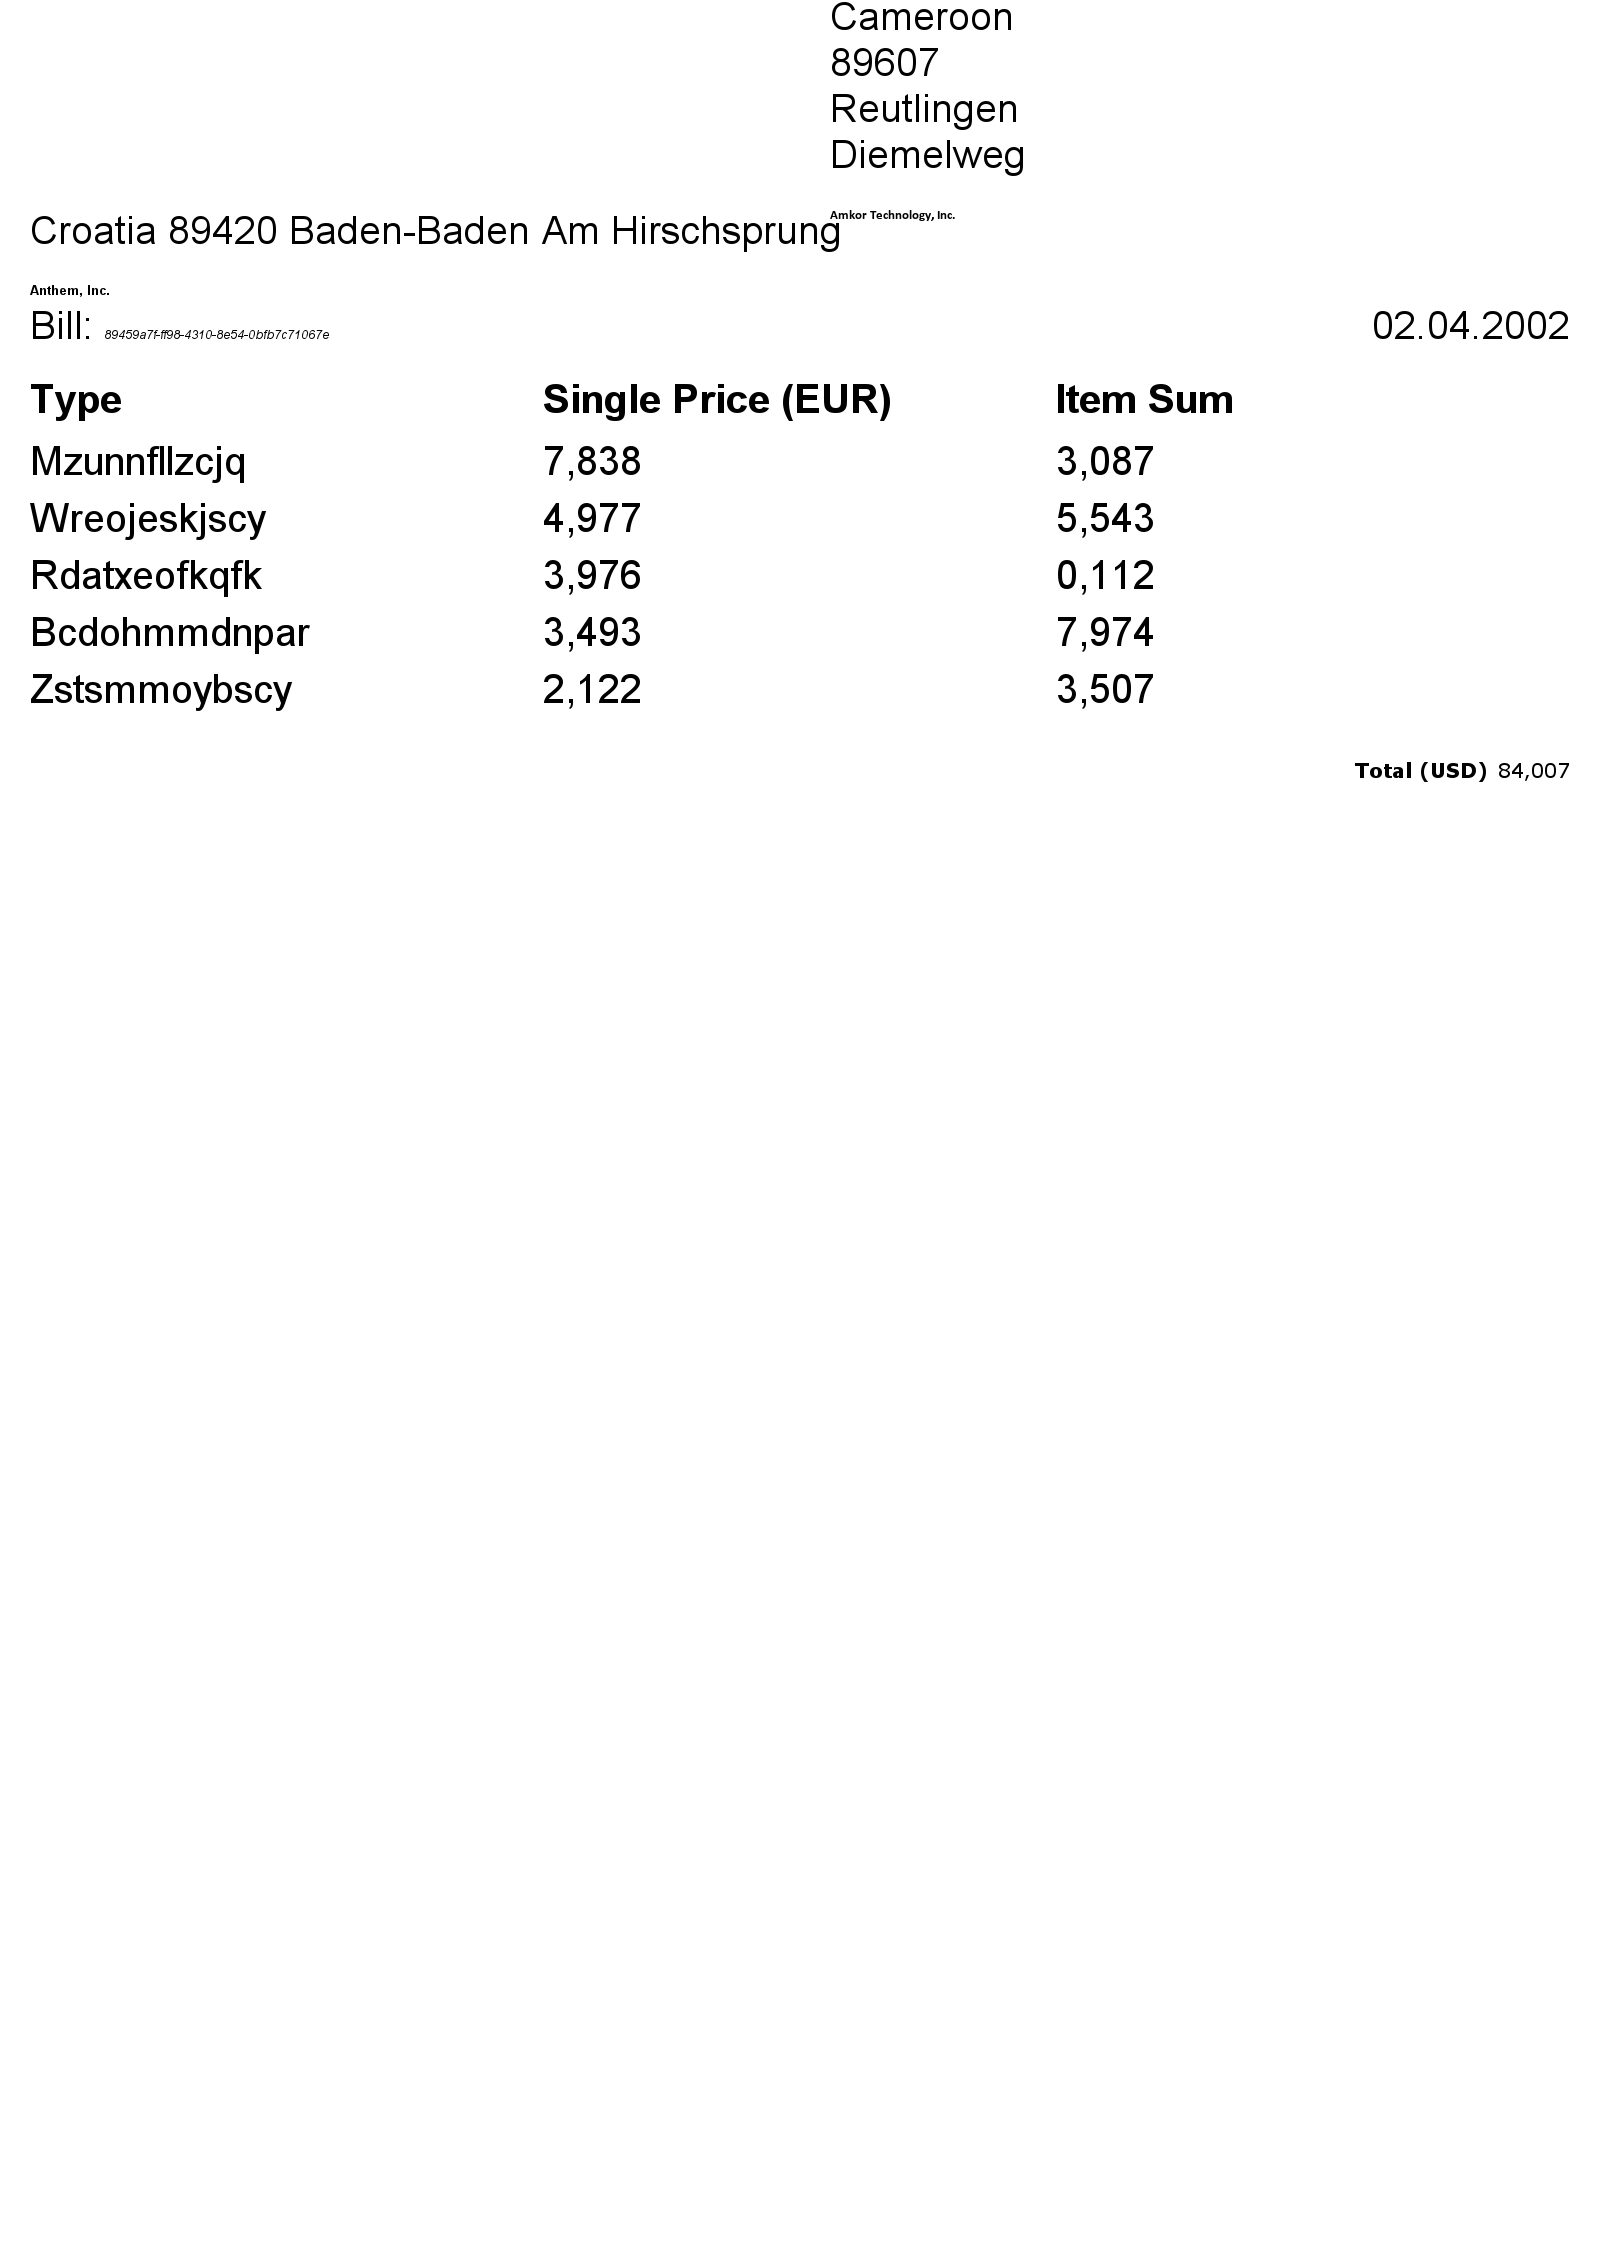 Cameroon
89607
Reutlingen
Diemelweg
Amkor Technology, Inc.
Croatia 89420 Baden-Baden Am Hirschsprung
Anthem, Inc.
Bill: 89459a7f-ff98-4310-8e54-0bfb7c71067e 02.04.2002
Type Single Price (EUR) Item Sum
Mzunnfllzcjq 7,838 3,087
Wreojeskjscy 4,977 5,543
Rdatxeofkqfk 3,976 0,112
Bcdohmmdnpar 3,493 7,974
Zstsmmoybscy 2,122 3,507
Total (USD) 84,007